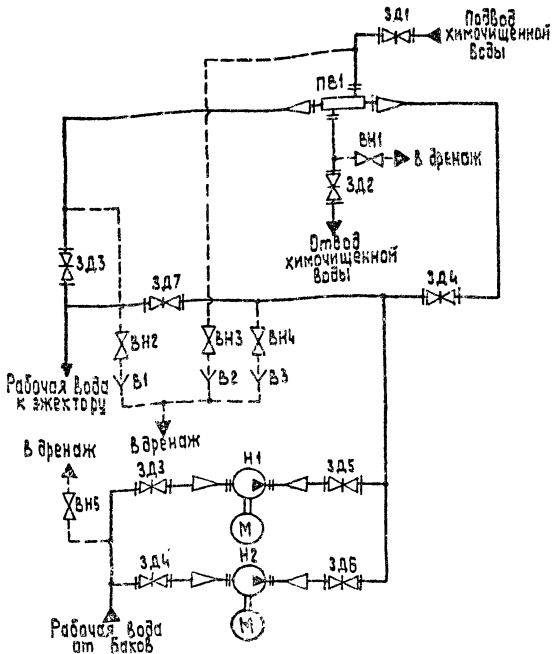 ЗД1
Подвод
химочищенной
воды
ПВ1
ВН1
в дренаж
ЗД2
Отвод
химочищенной
воды
ЗД3
ЗД7
ЗД4
ВН2
ВН3
ВН4
В1
В2
В3
Рабочая вода
к эжектору
в дренаж
в дренаж
ЗД3
Н1
ЗД5
ВН5
М
ЗД4
Н2
ЗД6
М
Рабочая вода
от баков